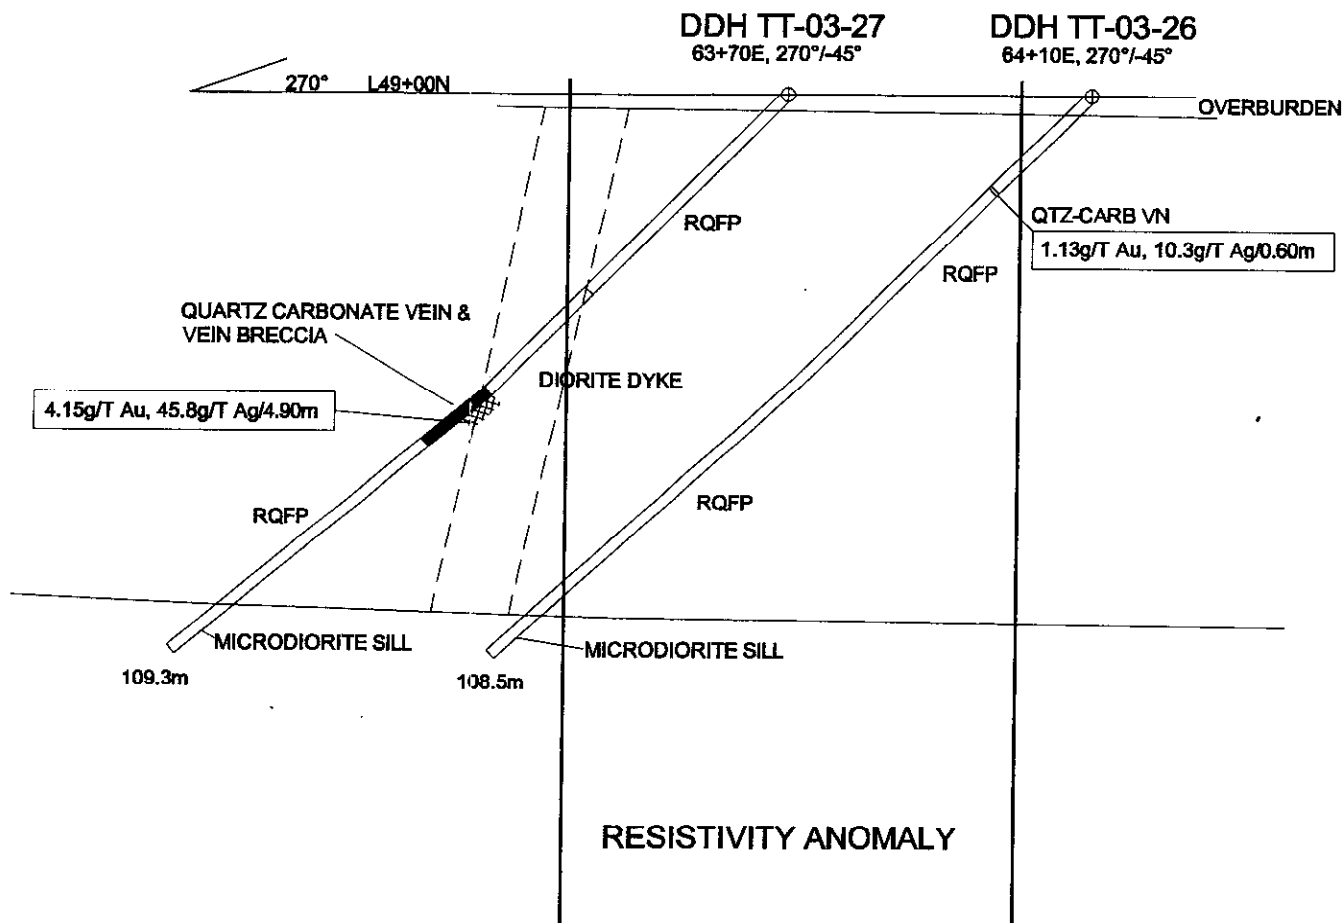 DDH TT-03-27
63+70E, 270°/-45°
DDH TT-03-26
64+10E, 270°/-45°
270° L49+00N
OVERBURDEN
RQFP
QTZ-CARB VN
1.13g/T Au, 10.3g/T Ag/0.60m
RQFP
QUARTZ CARBONATE VEIN &
VEIN BRECCIA
DIORITE DYKE
4.15g/T Au, 45.8g/T Ag/4.90m
RQFP
RQFP
MICRODIORITE SILL
MICRODIORITE SILL
109.3m
108.5m
RESISTIVITY ANOMALY